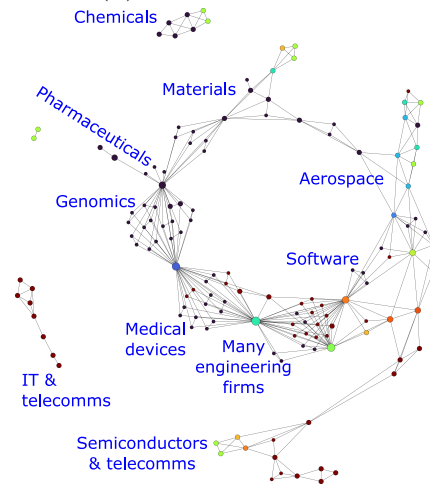 Chemicals
Materials
Pharmaceuticals
Genomics
Aerospace
Software
Medical
devices
Many
engineering
firms
IT &
telecomms
Semiconductors
& telecomms